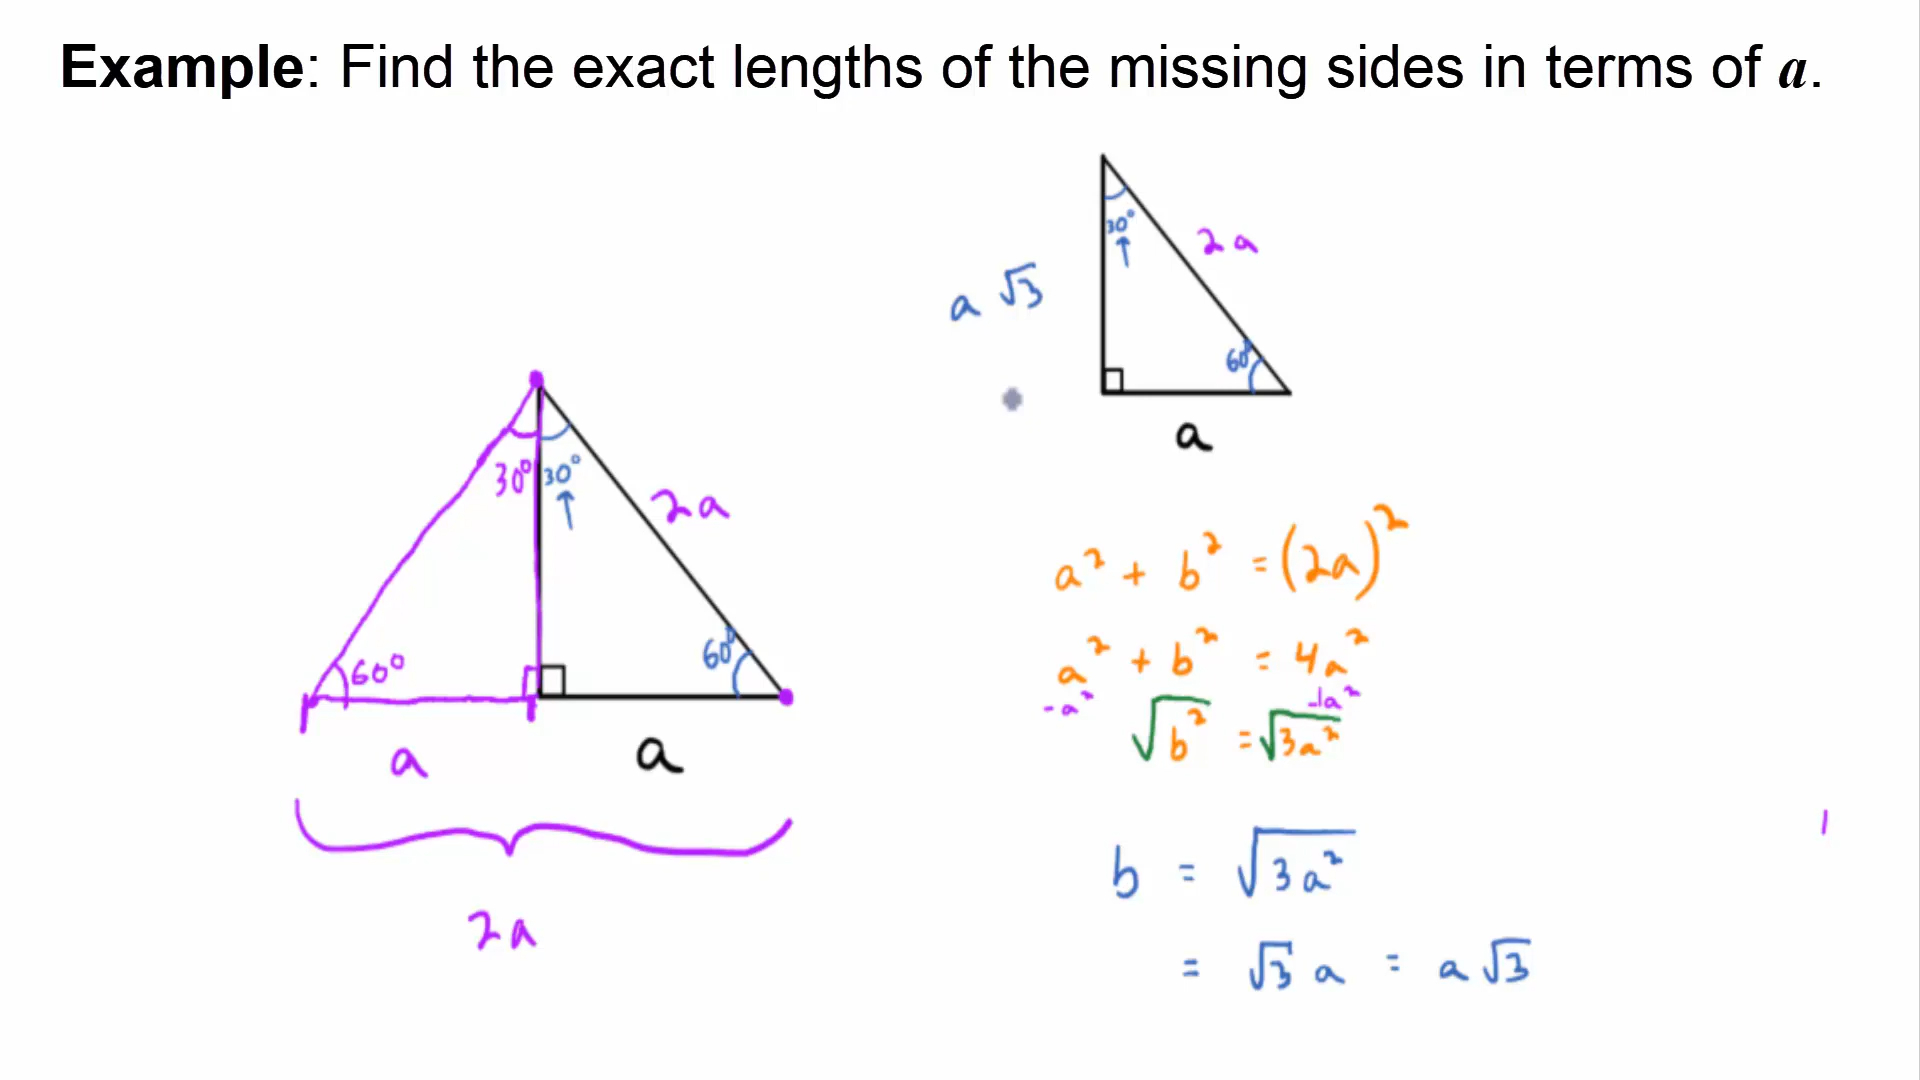 Example: Find the exact lengths of the missing sides in terms of a.
30°
2a
a √3
60°
a
30° 30°
2a
60° 60°
a a
2a
a² + b² = (2a)²
a² + b² = 4a²
-a² -1a²
√b² = √3a²
b = √3a²
= √3 a = a √3